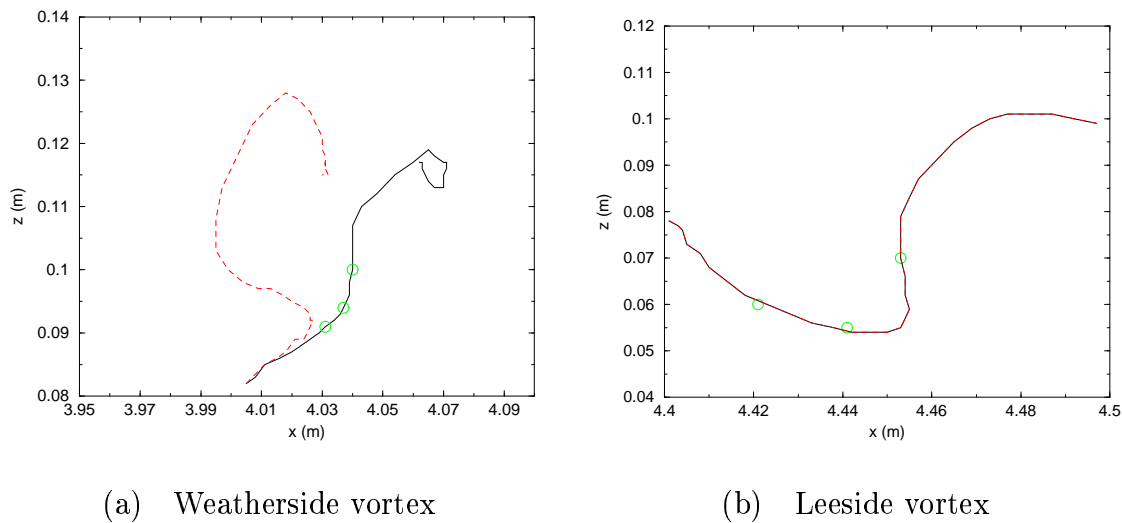 0.14
0.13
0.12
0.11
0.1
0.09
0.08
z (m)
3.95 3.97 3.99 4.01 4.03 4.05 4.07 4.09
x (m)
(a) Weatherside vortex
0.12
0.11
0.1
0.09
0.08
0.07
0.06
0.05
0.04
z (m)
4.4 4.42 4.44 4.46 4.48 4.5
x (m)
(b) Leeside vortex